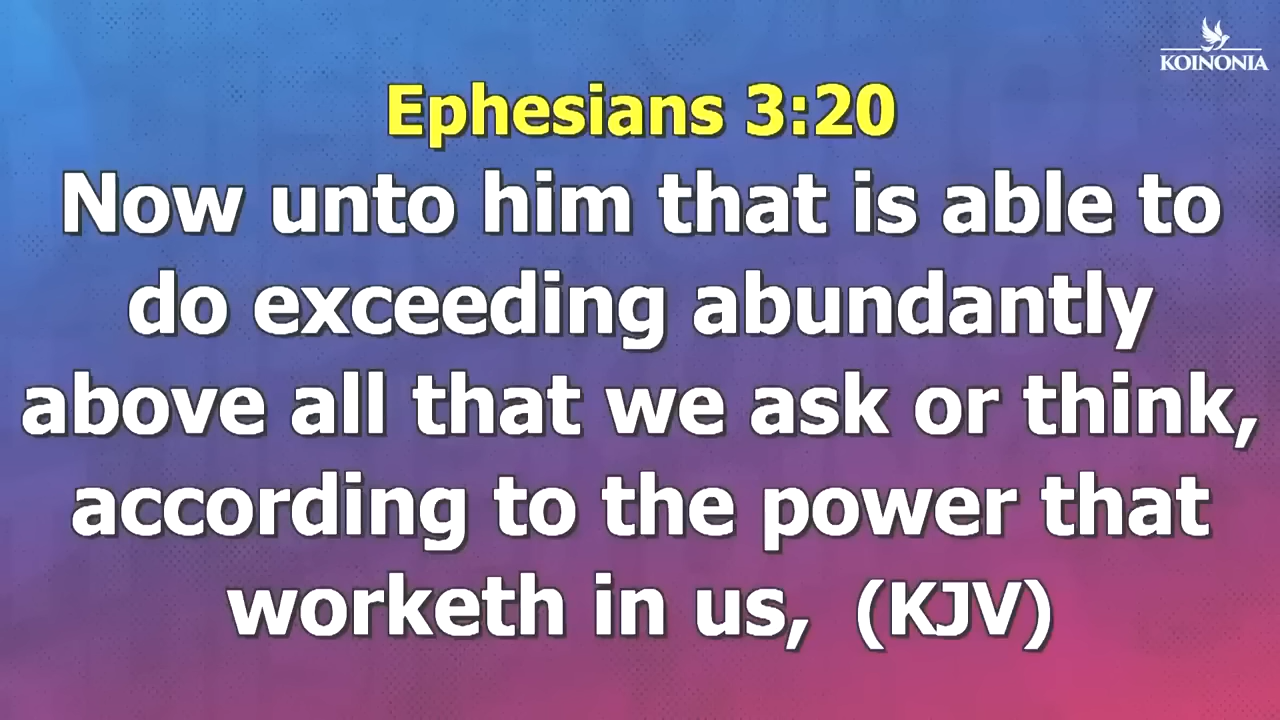 KOINONIA
Ephesians 3:20
Now unto him that is able to
do exceeding abundantly
above all that we ask or think,
according to the power that
worketh in us, (KJV)